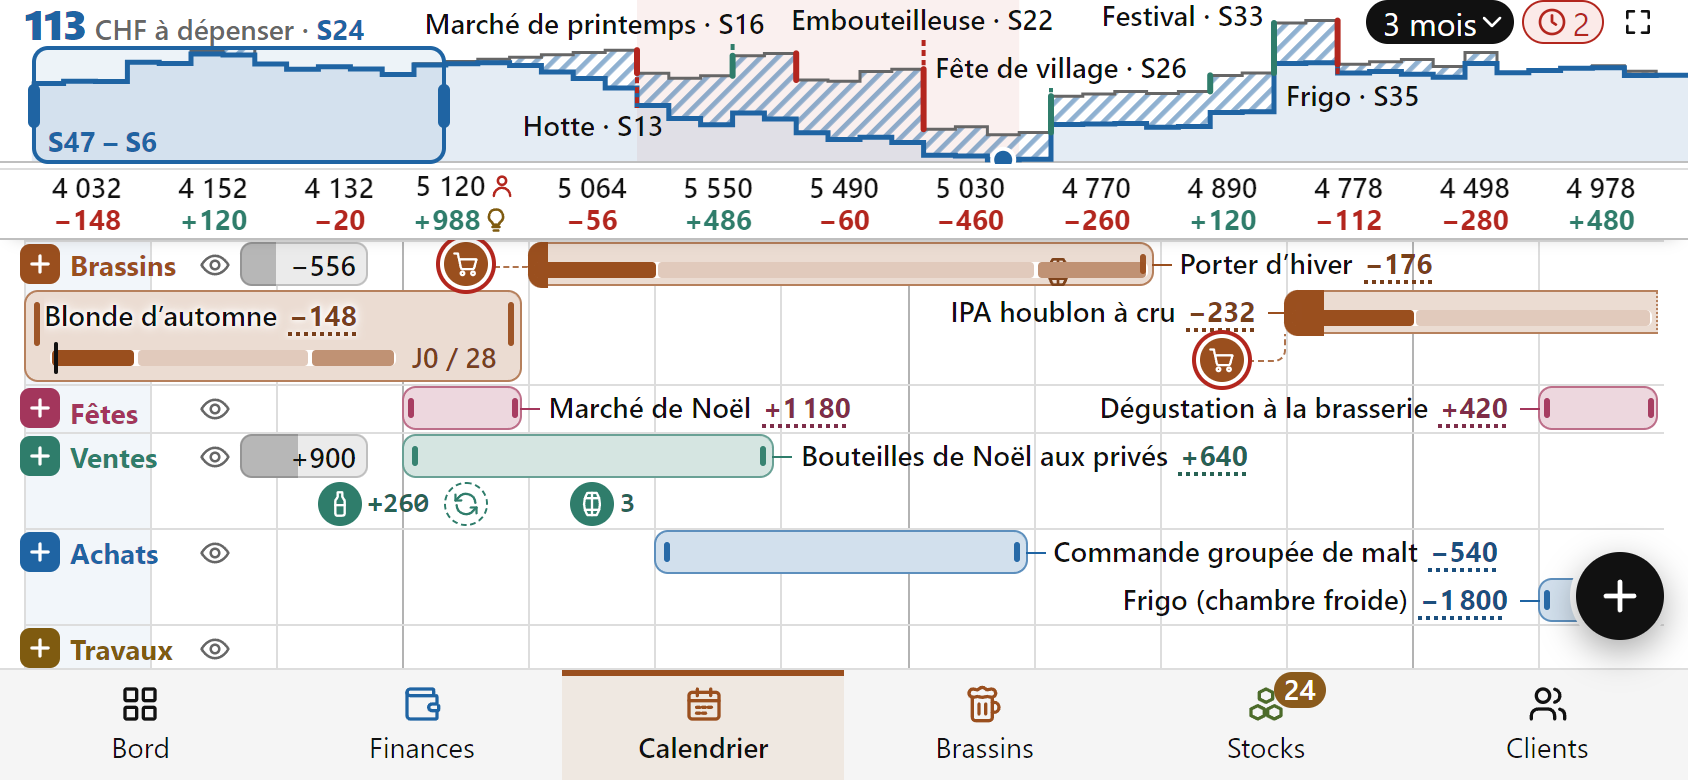 113 CHF à dépenser · S24
Marché de printemps · S16
Embouteilleuse · S22
Festival · S33
3 mois
2
Fête de village · S26
Frigo · S35
Hotte · S13
S47 – S6
4 032 4 152 4 132 5 120 5 064 5 550 5 490 5 030 4 770 4 890 4 778 4 498 4 978
−148 +120 −20 +988 −56 +486 −60 −460 −260 +120 −112 −280 +480
Brassins −556 Porter d’hiver −176
Blonde d’automne −148 IPA houblon à cru −232
J0 / 28
Fêtes Marché de Noël +1 180 Dégustation à la brasserie +420
Ventes +900 Bouteilles de Noël aux privés +640
+260 3
Achats Commande groupée de malt −540
Frigo (chambre froide) −1 800
Travaux
24
Bord Finances Calendrier Brassins Stocks Clients